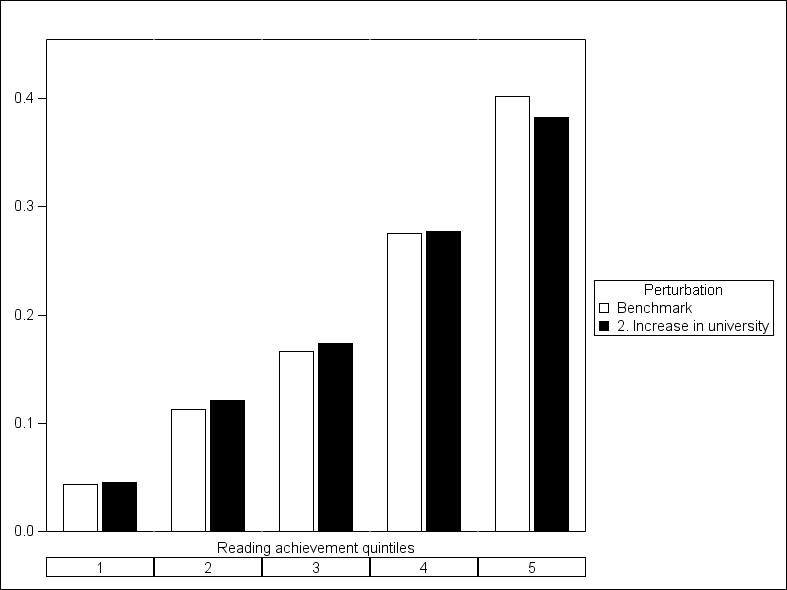 0.4
0.3
0.2
0.1
0.0
Reading achievement quintiles
1 2 3 4 5
Perturbation
Benchmark
2. Increase in university